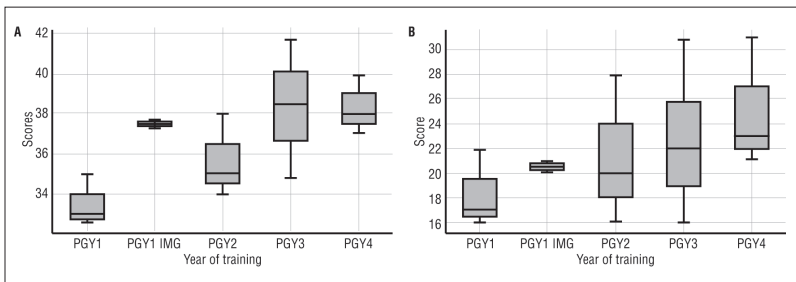 A
Scores
42
40
38
36
34
PGY1 PGY1 IMG PGY2 PGY3 PGY4
Year of training
B
Score
30
28
26
24
22
20
18
16
PGY1 PGY1 IMG PGY2 PGY3 PGY4
Year of training